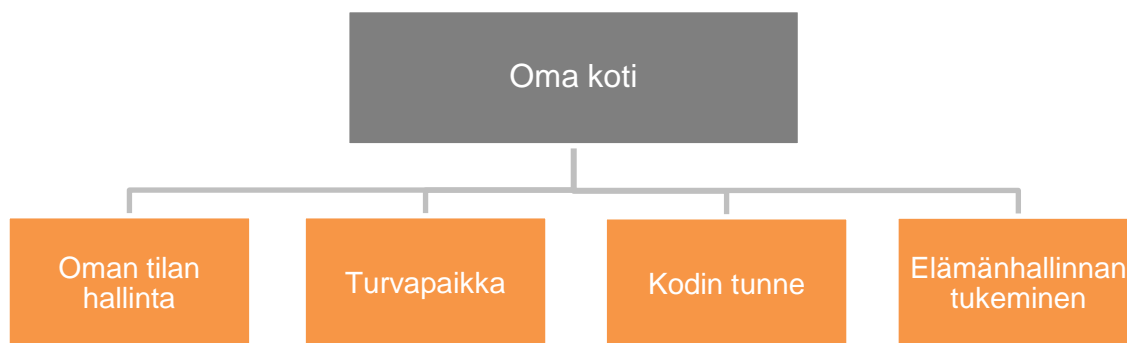 Oma koti
Oman tilan
hallinta
Turvapaikka
Kodin tunne
Elämänhallinnan
tukeminen